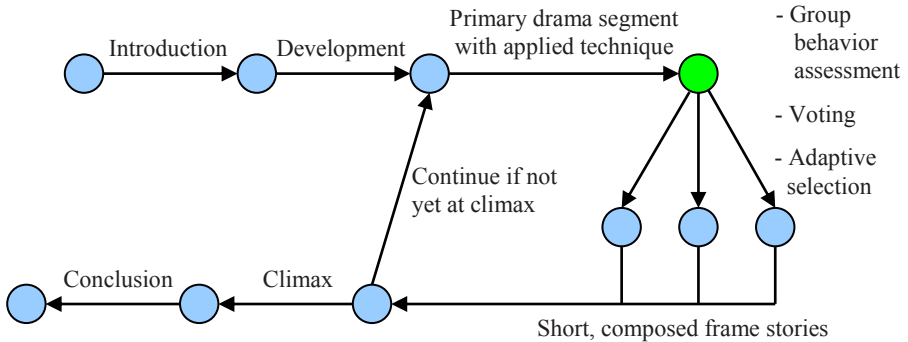 Introduction
Development
Primary drama segment
with applied technique
- Group
behavior
assessment
- Voting
- Adaptive
selection
Continue if not
yet at climax
Conclusion
Climax
Short, composed frame stories